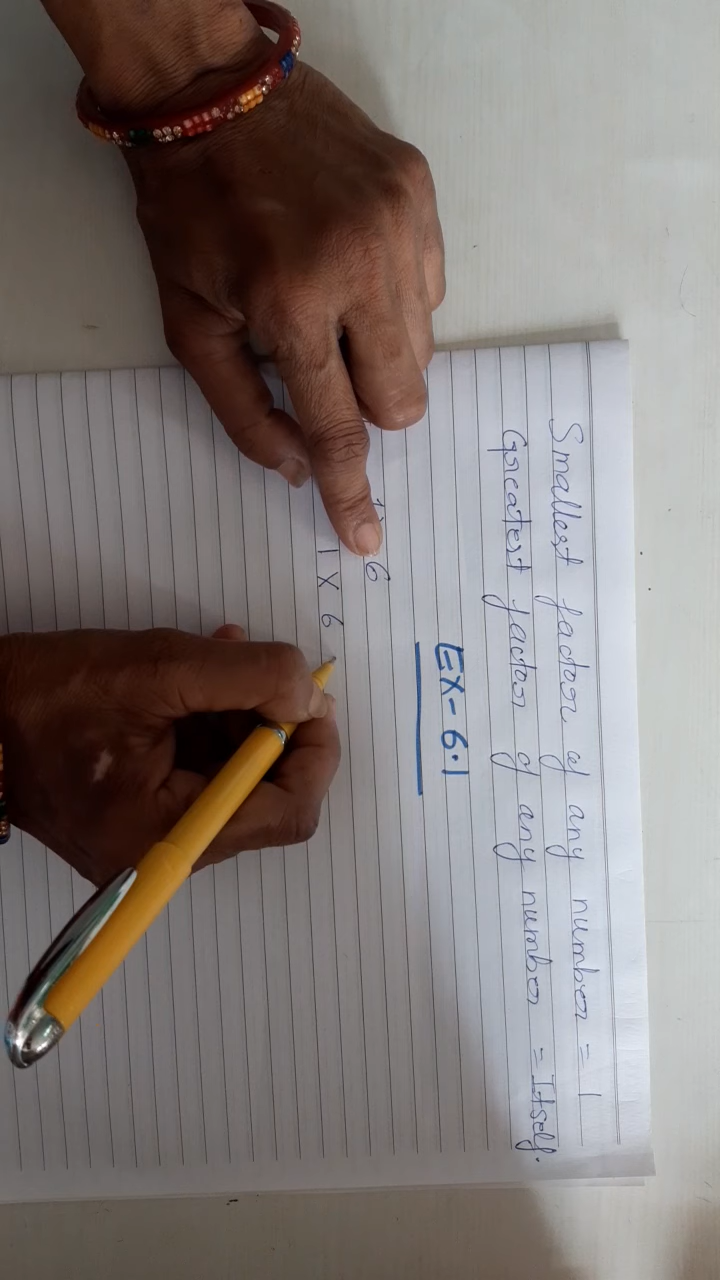 Smallest factor of any number = 1
Greatest factor of any number = Itself.
EX-6.1
6
1 X 6